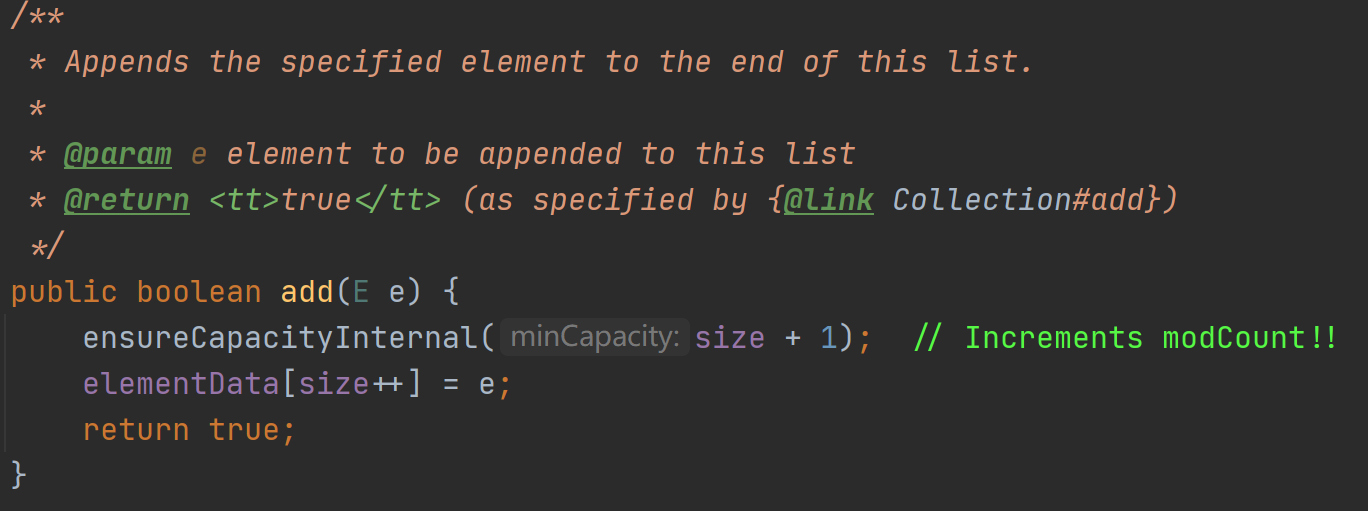 /**
 * Appends the specified element to the end of this list.
 *
 * @param e element to be appended to this list
 * @return <tt>true</tt> (as specified by {@link Collection#add})
 */
public boolean add(E e) {
    ensureCapacityInternal( minCapacity: size + 1);  // Increments modCount!!
    elementData[size++] = e;
    return true;
}